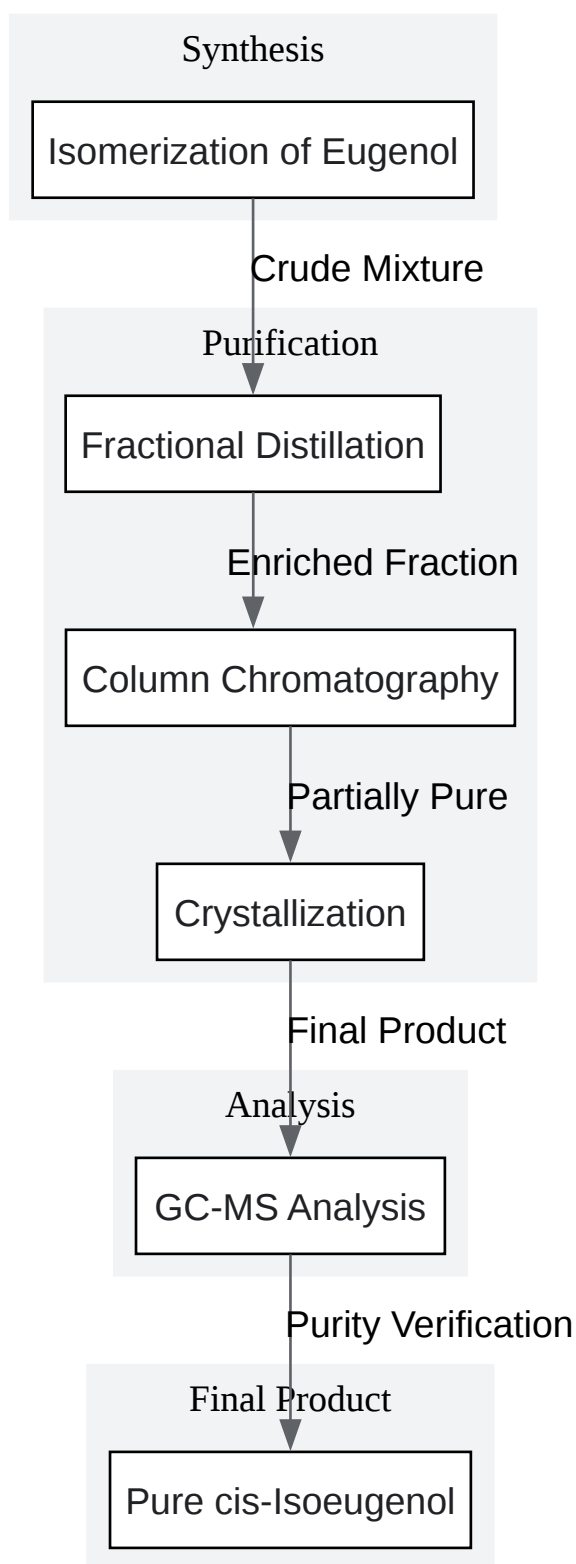 Synthesis
Isomerization of Eugenol
Crude Mixture
Purification
Fractional Distillation
Enriched Fraction
Column Chromatography
Partially Pure
Crystallization
Final Product
Analysis
GC-MS Analysis
Purity Verification
Final Product
Pure cis-Isoeugenol